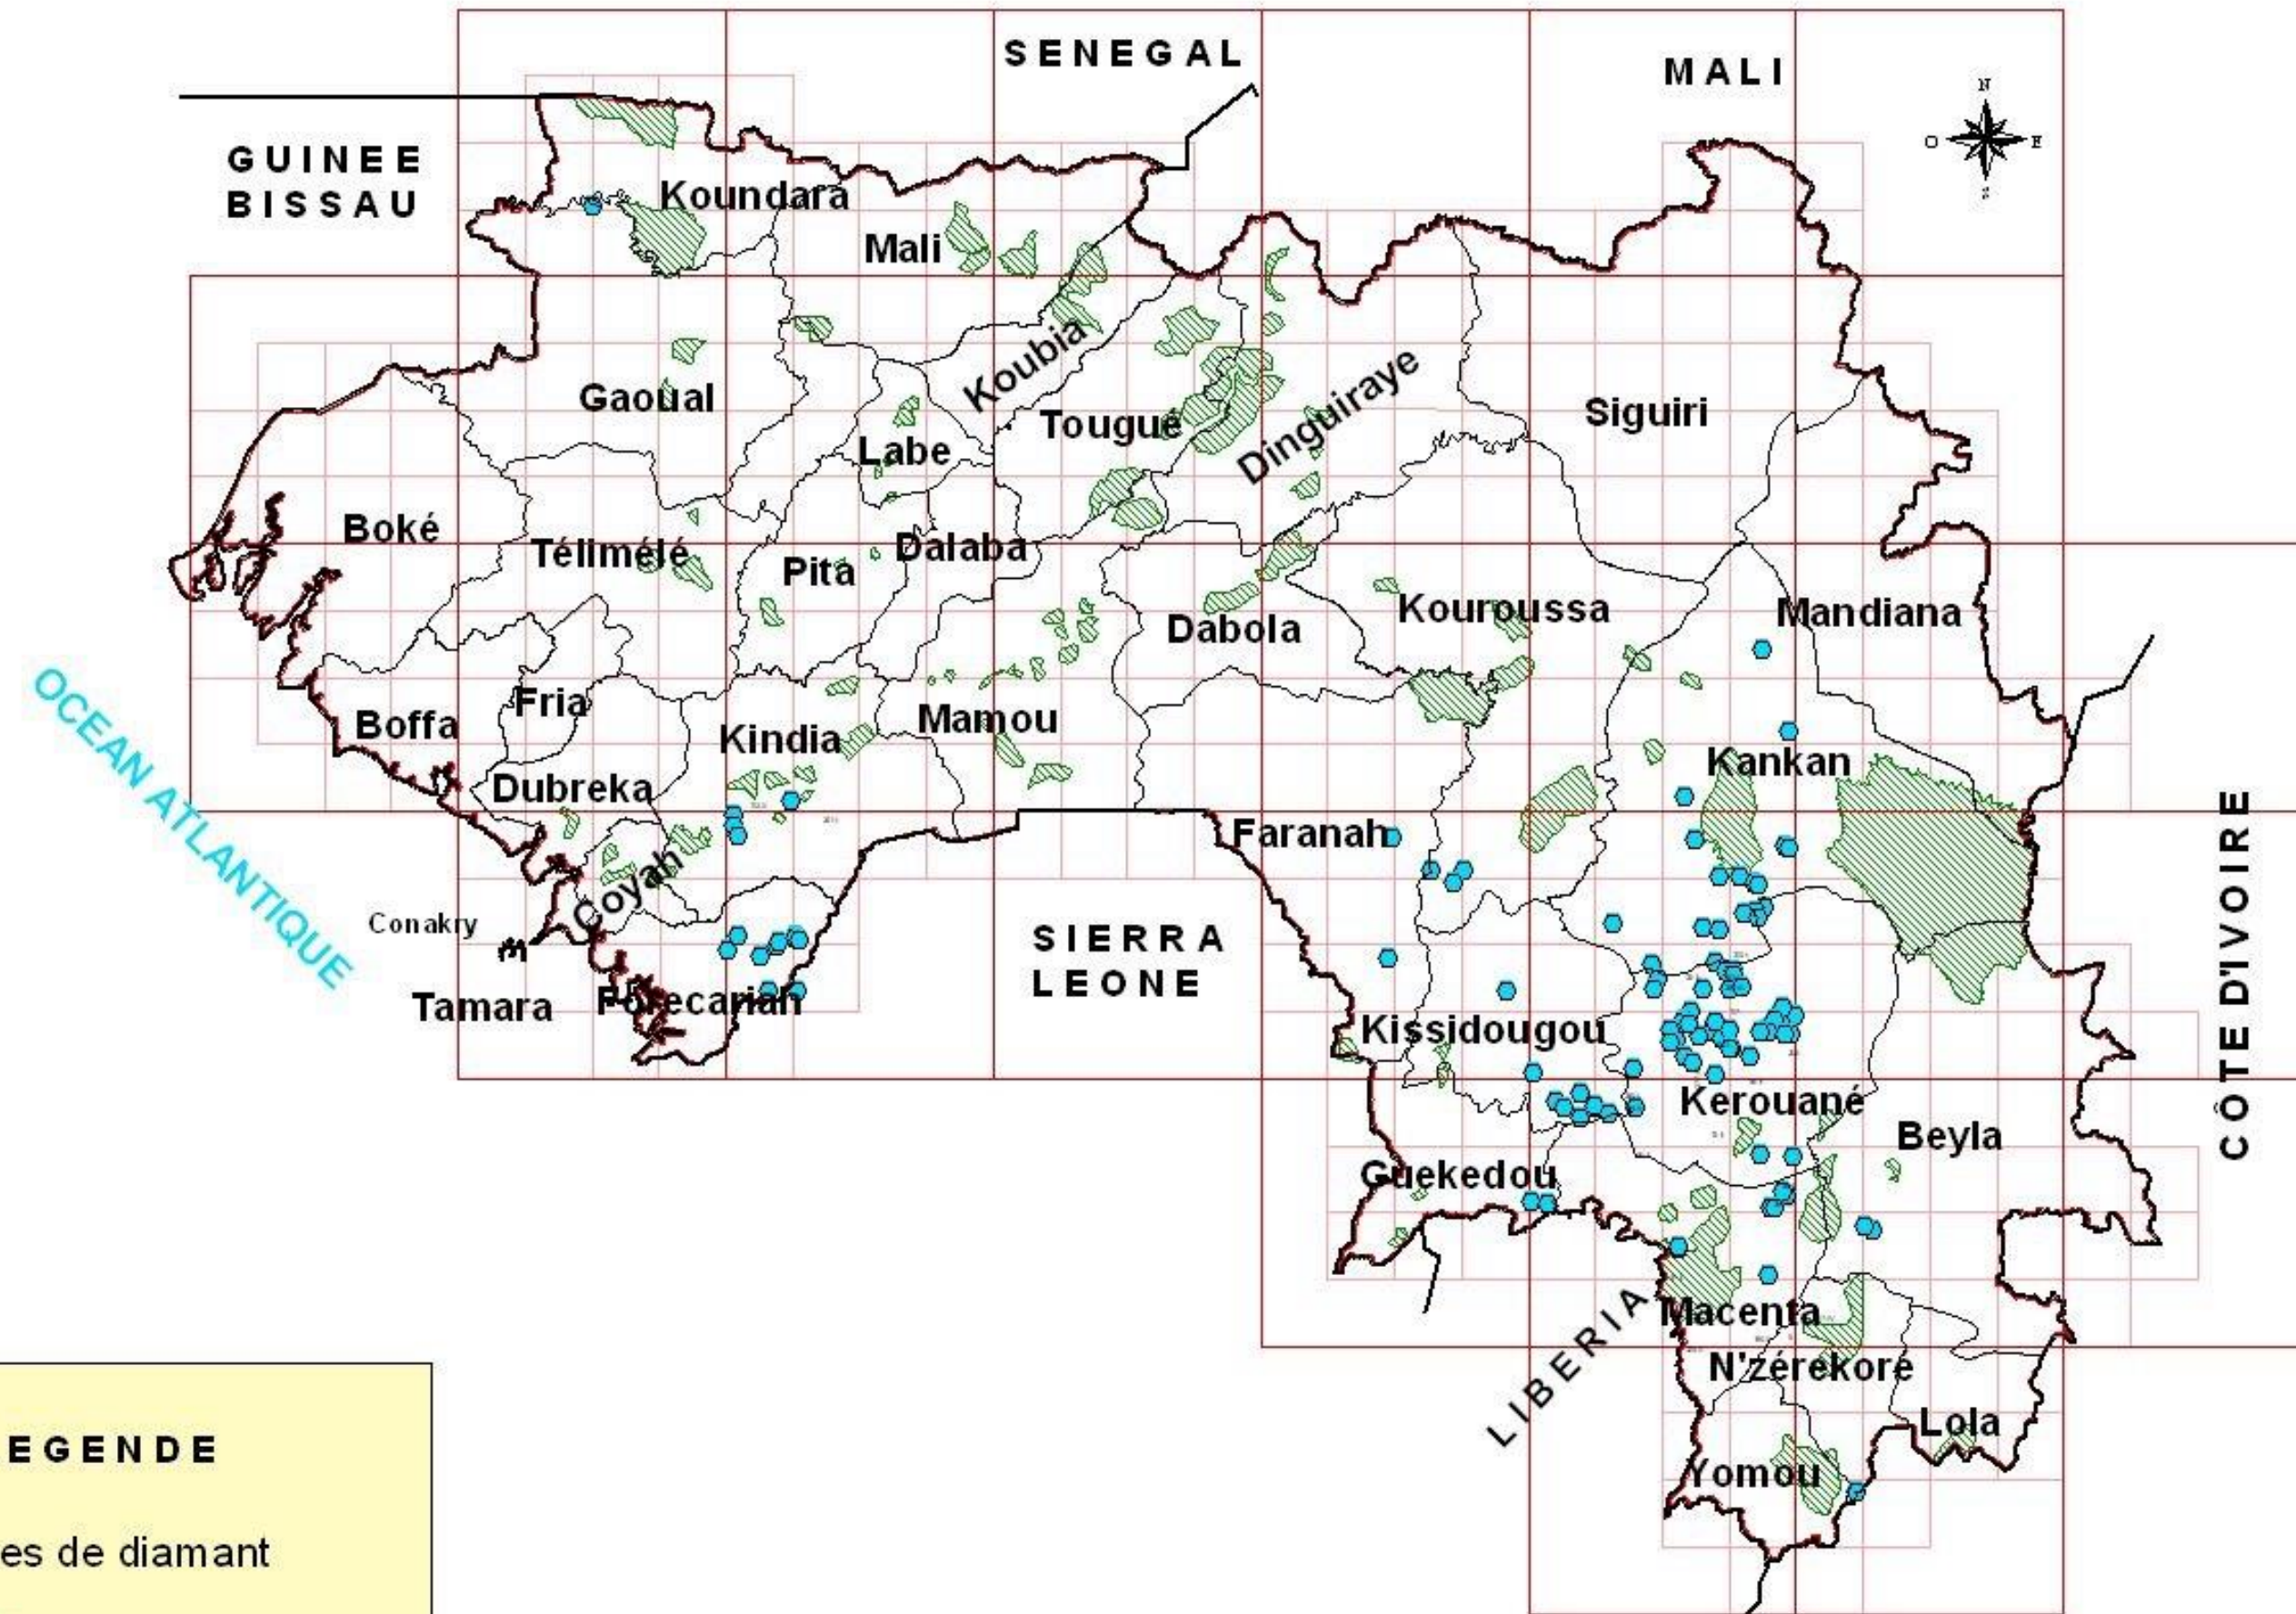 SENEGAL
MALI
N
O
E
S
GUINEE
BISSAU
Koundara
Mali
Koubia
Gaoual
Tougué
Dinguiraye
Siguiri
Labe
Boké
Télimélé
Pita
Dalaba
Dabola
Kouroussa
Mandiana
OCEAN ATLANTIQUE
Fria
Boffa
Kindia
Mamou
Kankan
Dubreka
Faranah
Coyah
Conakry
SIERRA
LEONE
CÔTE D'IVOIRE
Tamara
Forecariah
Kissidougou
Kerouané
Beyla
Guekedou
LIBERIA
Macenta
N'zérekoré
Lola
Yomou
EGENDE
es de diamant